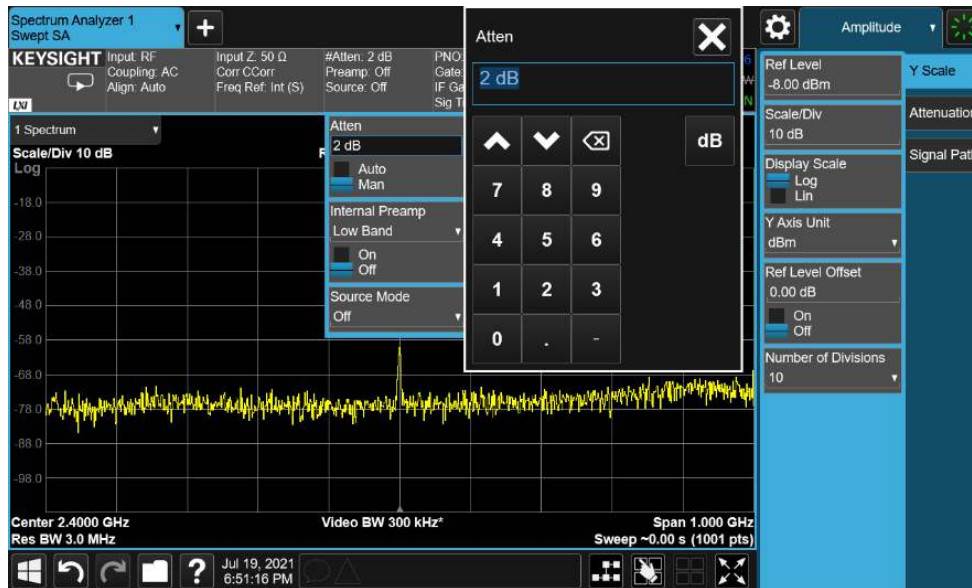 Spectrum Analyzer 1
Swept SA
+
KEYSIGHT
LXI
Input: RF
Coupling: AC
Align: Auto
Input Z: 50 Ω
Corr CCorr
Freq Ref: Int (S)
#Atten: 2 dB
Preamp: Off
Source: Off
PNO:
Gate:
IF Ga
Sig T
1 Spectrum
Scale/Div 10 dB
Log
-18.0
-28.0
-38.0
-48.0
-58.0
-68.0
-78.0
-88.0
-98.0
Atten
2 dB
Auto
Man
Internal Preamp
Low Band
On
Off
Source Mode
Off
Atten
2 dB
dB
7 8 9
4 5 6
1 2 3
0 . -
Amplitude
Ref Level
-8.00 dBm
Scale/Div
10 dB
Display Scale
Log
Lin
Y Axis Unit
dBm
Ref Level Offset
0.00 dB
On
Off
Number of Divisions
10
Y Scale
Attenuation
Signal Path
Center 2.4000 GHz
Res BW 3.0 MHz
Video BW 300 kHz*
Span 1.000 GHz
Sweep ~0.00 s (1001 pts)
?
Jul 19, 2021
6:51:16 PM